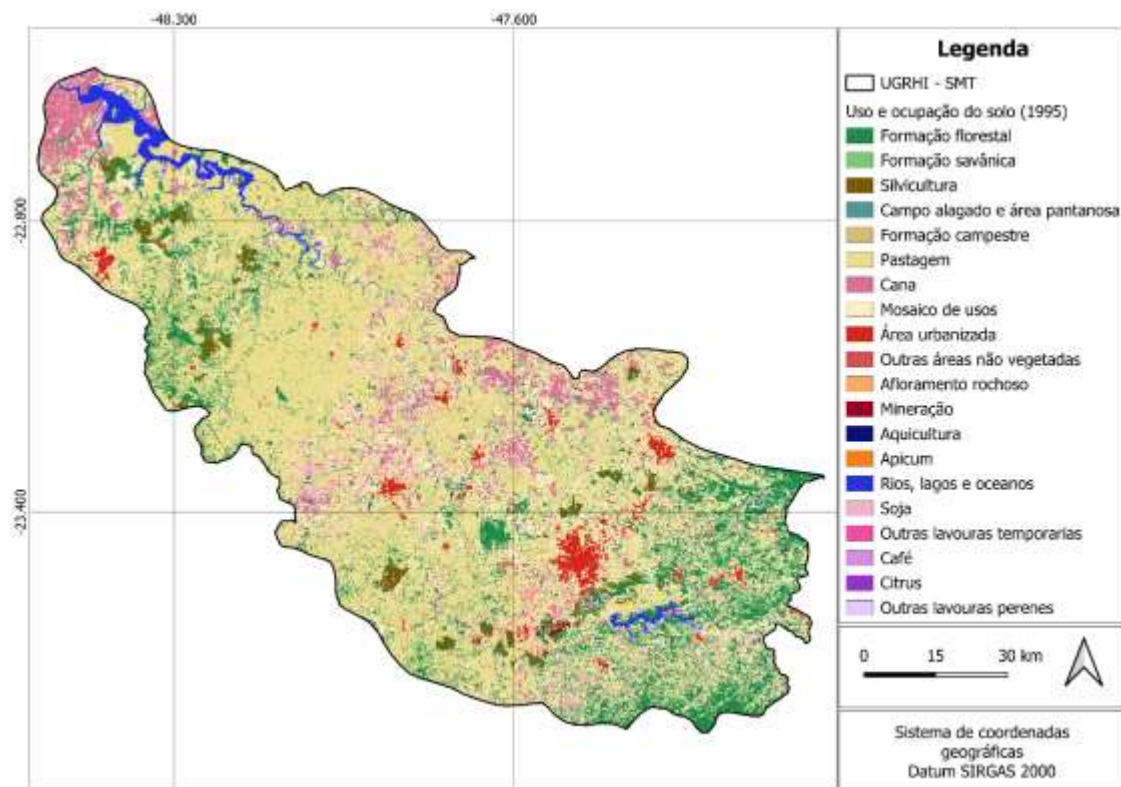 -48.300
-47.600
-22.800
-23.400
Legenda
UGRHI - SMT
Uso e ocupação do solo (1995)
Formação florestal
Formação savânica
Silvicultura
Campo alagado e área pantanosa
Formação campestre
Pastagem
Cana
Mosaico de usos
Área urbanizada
Outras áreas não vegetadas
Afloramento rochoso
Mineração
Aquicultura
Apicum
Rios, lagos e oceanos
Soja
Outras lavouras temporarias
Café
Citrus
Outras lavouras perenes
0 15 30 km
Sistema de coordenadas
geográficas
Datum SIRGAS 2000